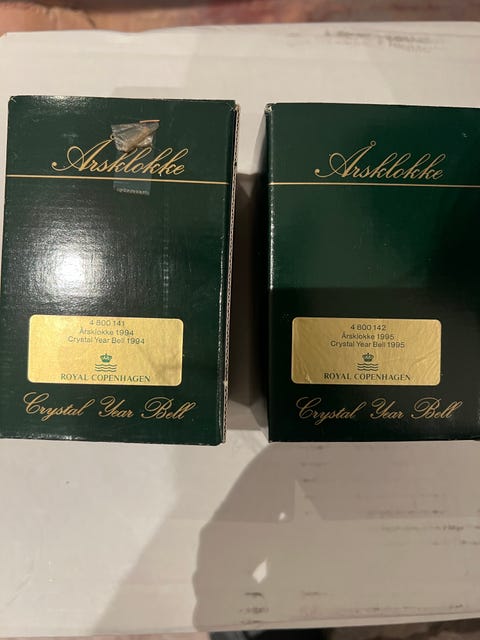 Årsklokke
4 800 141
Årsklokke 1994
Crystal Year Bell 1994
ROYAL COPENHAGEN
Crystal Year Bell
Årsklokke
4 800 142
Årsklokke 1995
Crystal Year Bell 1995
ROYAL COPENHAGEN
Crystal Year Bell